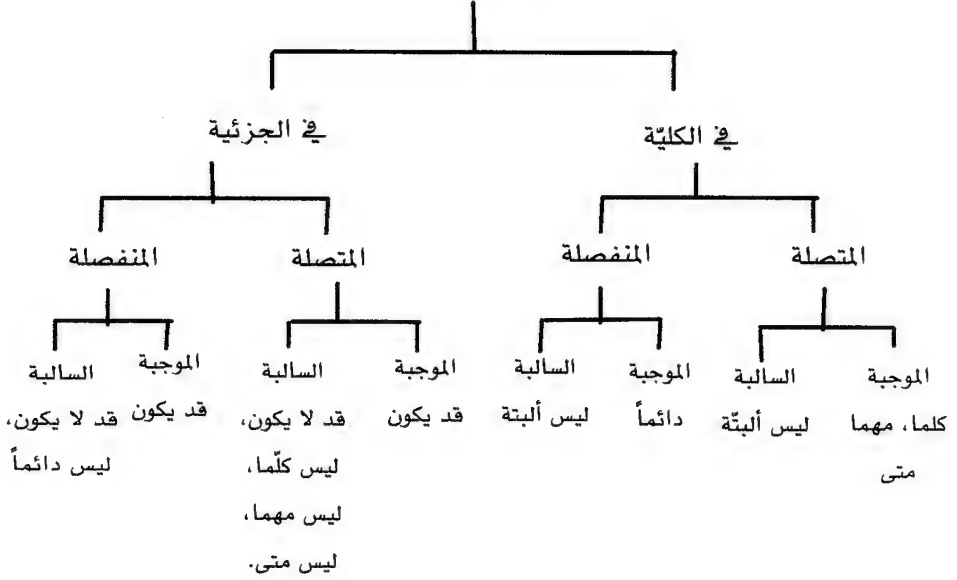 في الكليّة
في الجزئية
المتصلة
المنفصلة
المتصلة
المنفصلة
الموجبة
كلما، مهما
متى
السالبة
ليس ألبتّة
الموجبة
دائماً
السالبة
ليس ألبتة
الموجبة
قد يكون
السالبة
قد لا يكون،
ليس كلّما،
ليس مهما،
ليس متى.
الموجبة
قد يكون
السالبة
قد لا يكون،
ليس دائماً